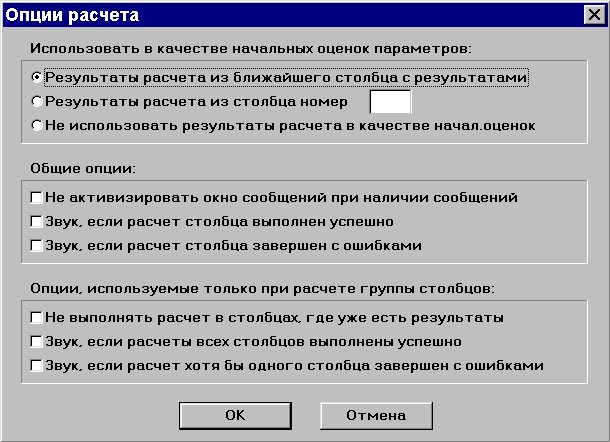 Опции расчета
Использовать в качестве начальных оценок параметров:
Результаты расчета из ближайшего столбца с результатами
Результаты расчета из столбца номер
Не использовать результаты расчета в качестве начал.оценок
Общие опции:
Не активизировать окно сообщений при наличии сообщений
Звук, если расчет столбца выполнен успешно
Звук, если расчет столбца завершен с ошибками
Опции, используемые только при расчете группы столбцов:
Не выполнять расчет в столбцах, где уже есть результаты
Звук, если расчеты всех столбцов выполнены успешно
Звук, если расчет хотя бы одного столбца завершен с ошибками
OK Отмена